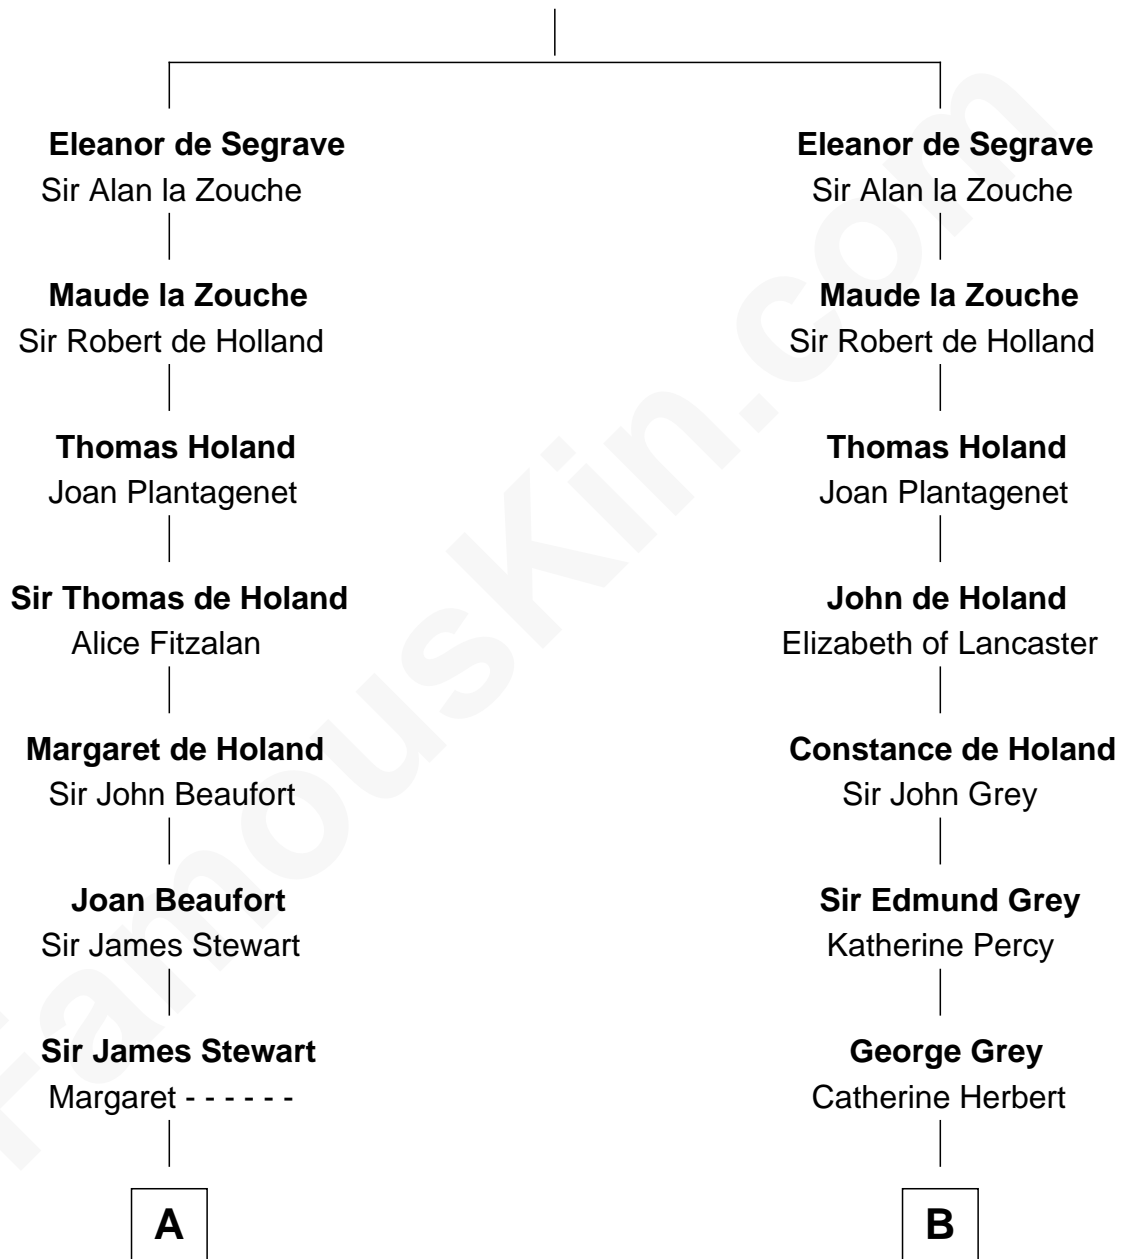 Eleanor de Segrave
Sir Alan la Zouche
Maude la Zouche
Sir Robert de Holland
Thomas Holand
Joan Plantagenet
Sir Thomas de Holand
Alice Fitzalan
Margaret de Holand
Sir John Beaufort
Joan Beaufort
Sir James Stewart
Sir James Stewart
Margaret - - - - - -
A
Eleanor de Segrave
Sir Alan la Zouche
Maude la Zouche
Sir Robert de Holland
Thomas Holand
Joan Plantagenet
John de Holand
Elizabeth of Lancaster
Constance de Holand
Sir John Grey
Sir Edmund Grey
Katherine Percy
George Grey
Catherine Herbert
B
FamousKin.com